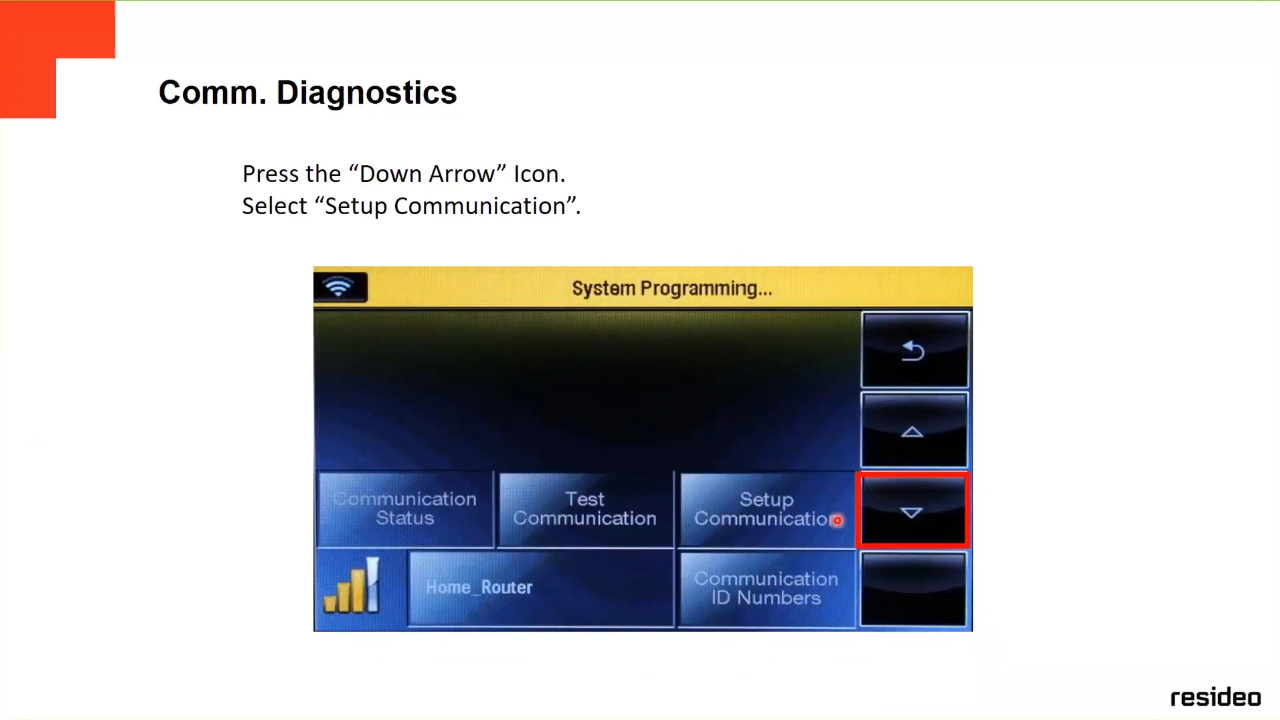 Comm. Diagnostics
Press the “Down Arrow” Icon.
Select “Setup Communication”.
System Programming...
Communication
Status
Test
Communication
Setup
Communication
Home_Router
Communication
ID Numbers
resideo